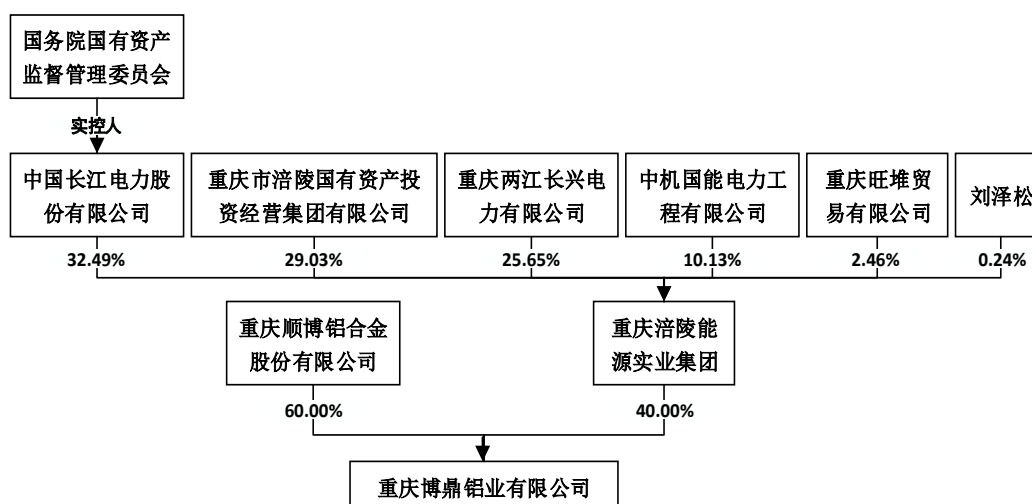 国务院国有资产
监督管理委员会
实控人
中国长江电力股
份有限公司
重庆市涪陵国有资产投
资经营集团有限公司
重庆两江长兴电
力有限公司
中机国能电力工
程有限公司
重庆旺堆贸
易有限公司
刘泽松
32.49%
29.03%
25.65%
10.13%
2.46%
0.24%
重庆顺博铝合金
股份有限公司
重庆涪陵能
源实业集团
60.00%
40.00%
重庆博鼎铝业有限公司